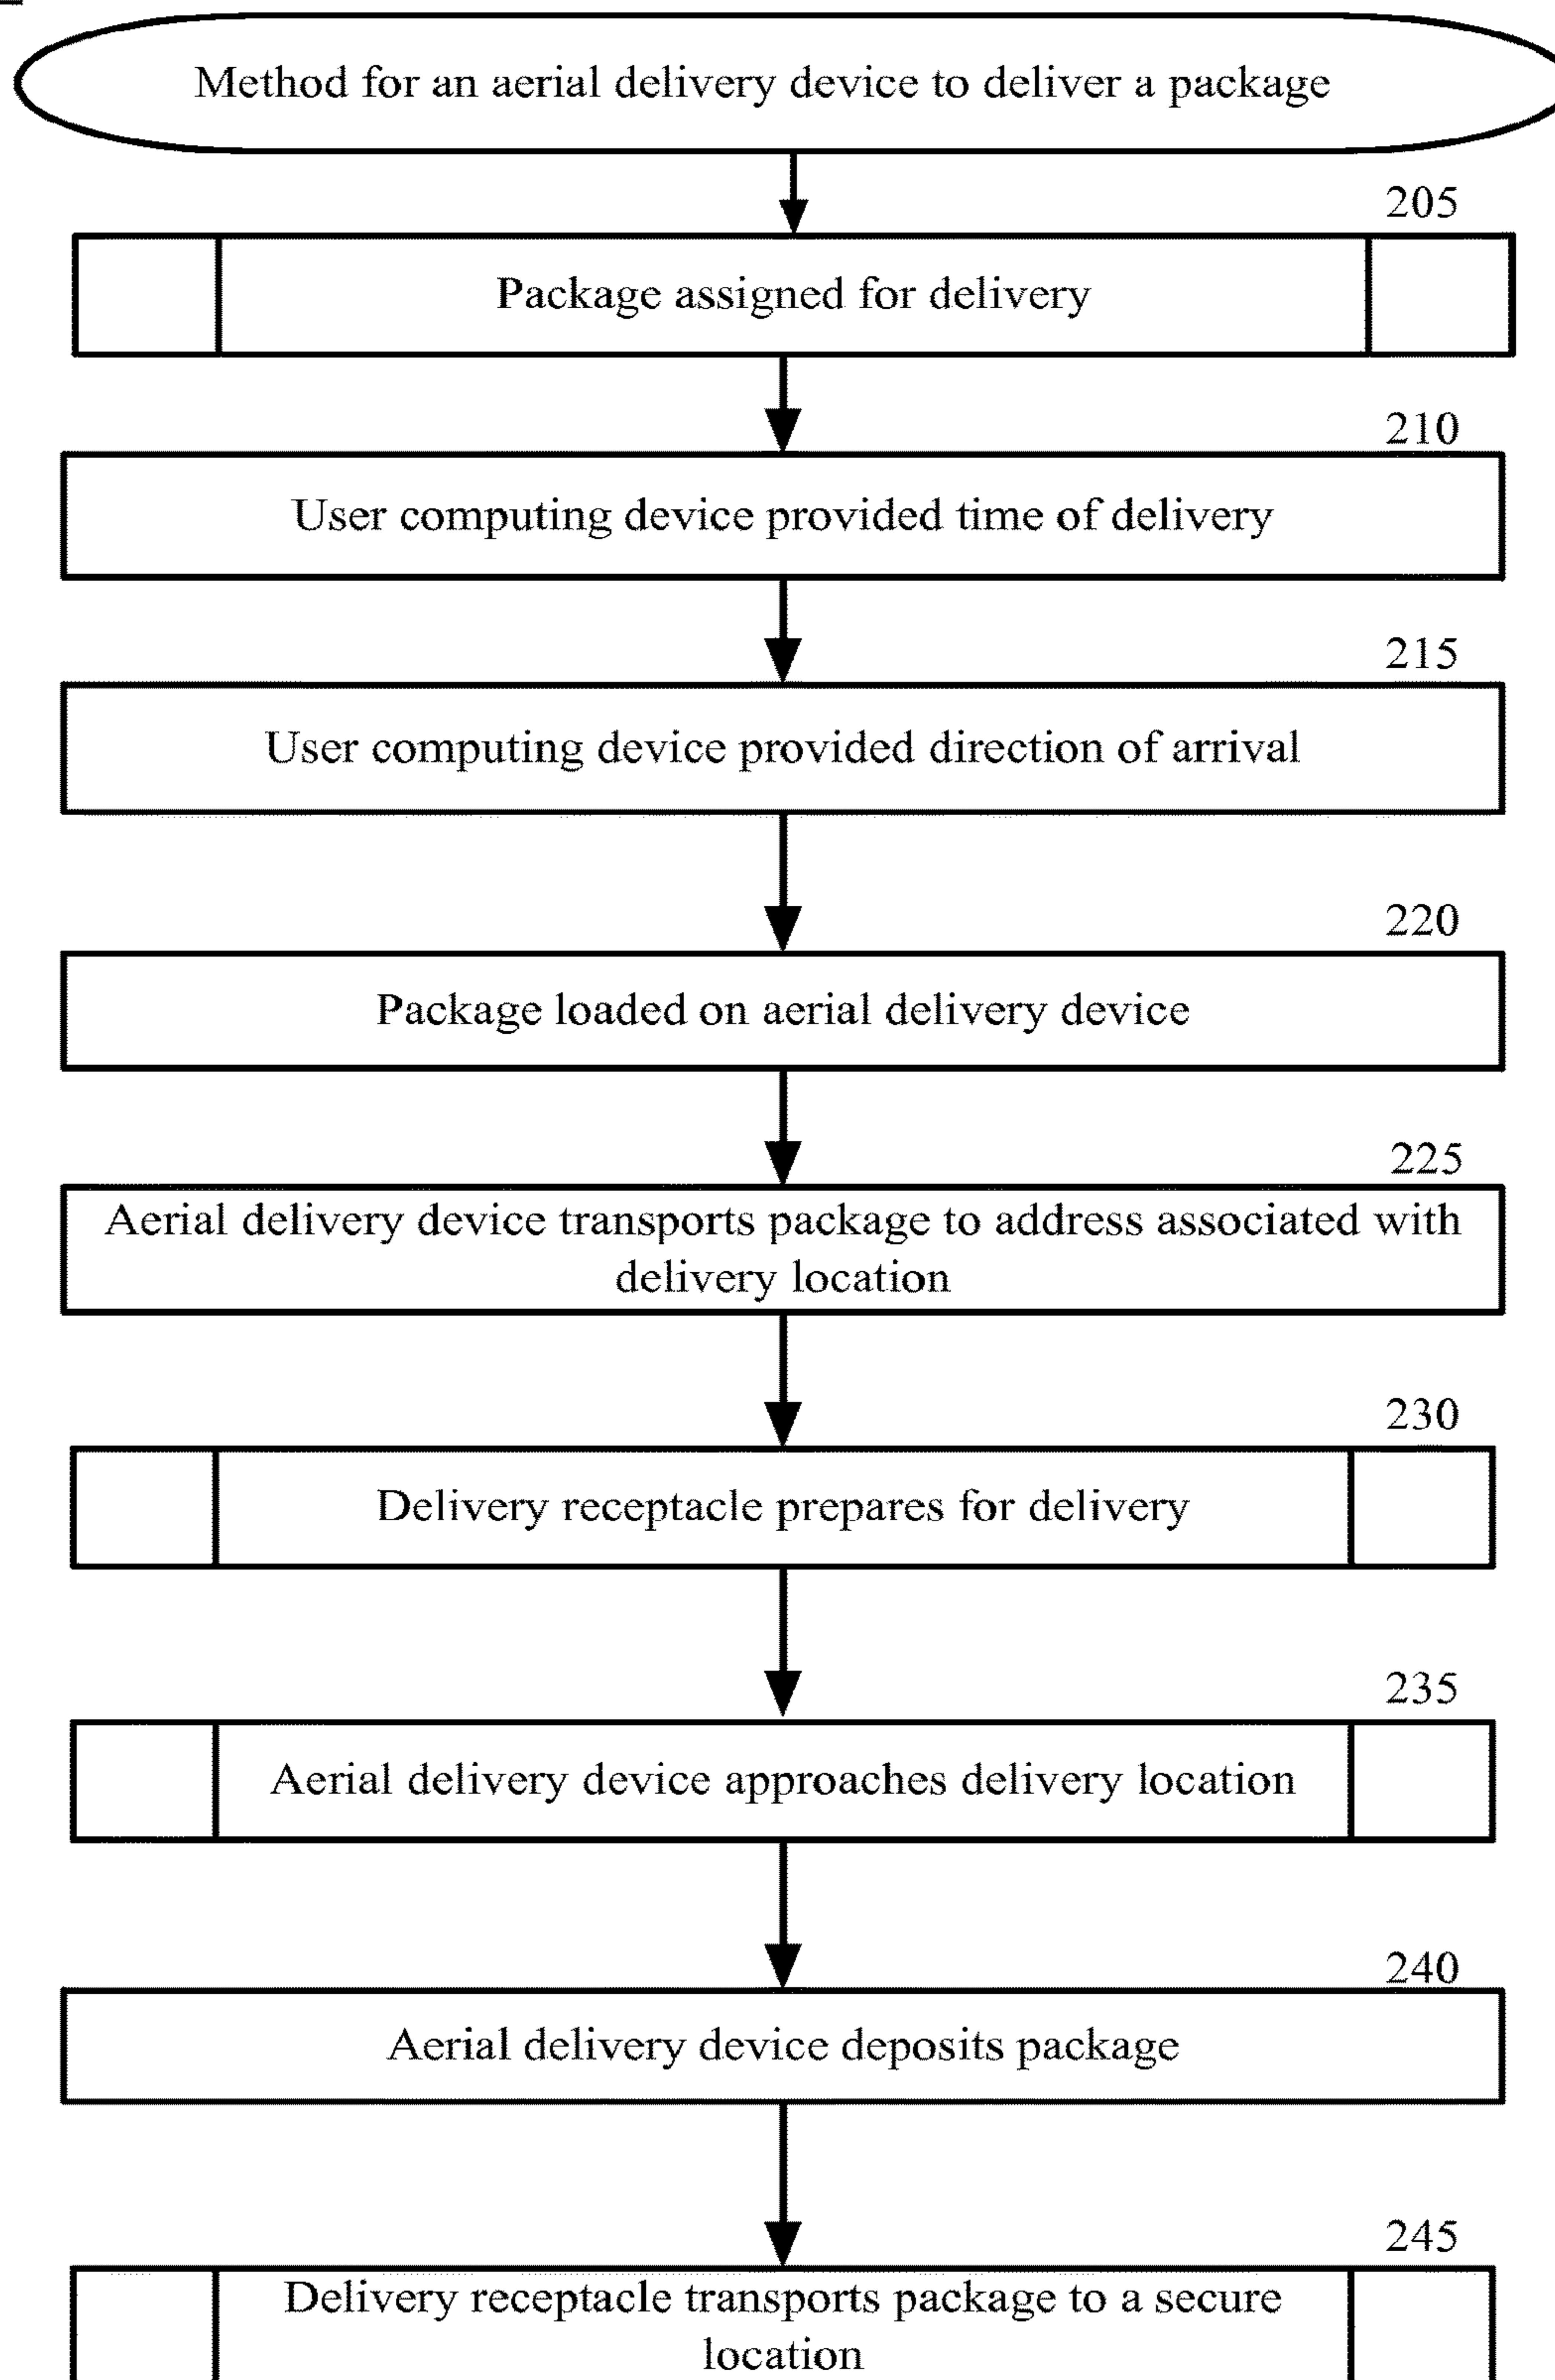 Method for an aerial delivery device to deliver a package
205
Package assigned for delivery
210
User computing device provided time of delivery
215
User computing device provided direction of arrival
220
Package loaded on aerial delivery device
225
Aerial delivery device transports package to address associated with
delivery location
230
Delivery receptacle prepares for delivery
235
Aerial delivery device approaches delivery location
240
Aerial delivery device deposits package
245
Delivery receptacle transports package to a secure
location